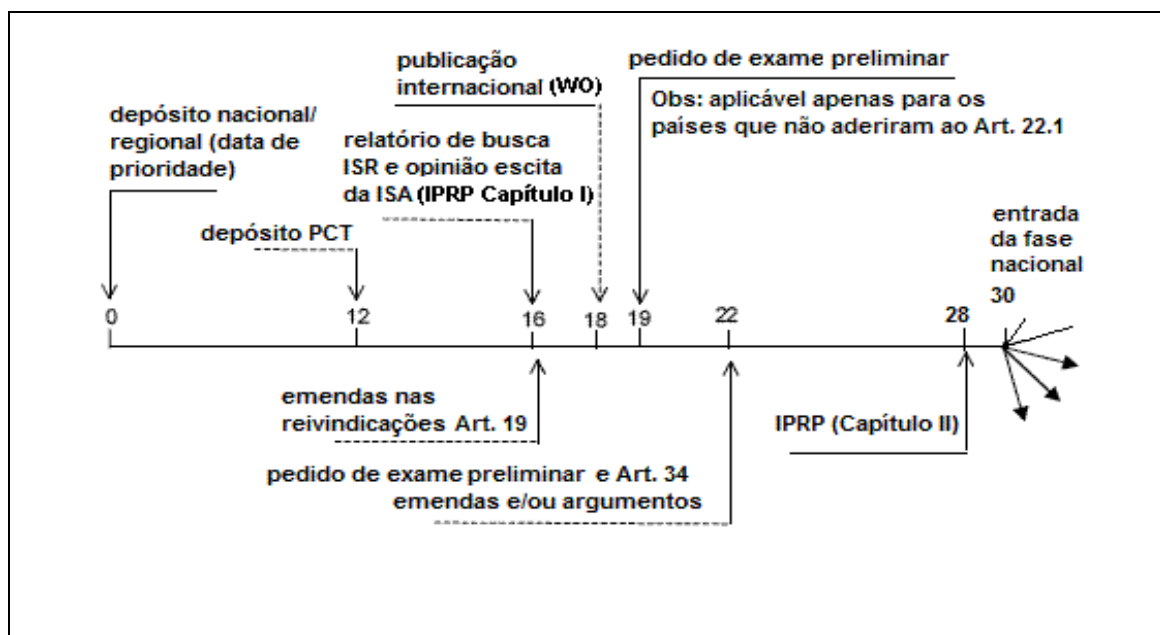 publicação
internacional (WO)
pedido de exame preliminar
Obs: aplicável apenas para os
países que não aderiram ao Art. 22.1
depósito nacional/
regional (data de
prioridade)
relatório de busca
ISR e opinião escita
da ISA (IPRP Capítulo I)
depósito PCT
entrada
da fase
nacional
30
0
12
16
18
19
22
28
emendas nas
reivindicações Art. 19
IPRP (Capítulo II)
pedido de exame preliminar e Art. 34
emendas e/ou argumentos